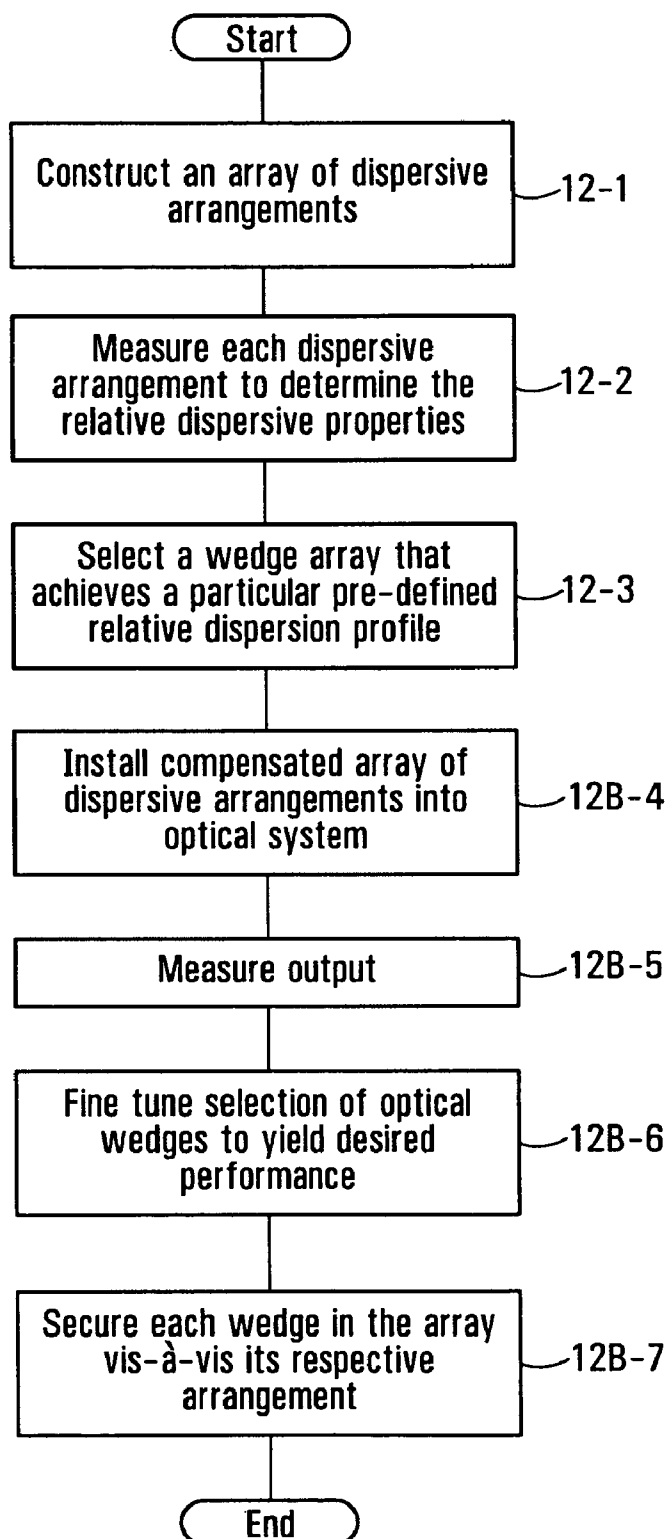 Start
Construct an array of dispersive
arrangements
12-1
Measure each dispersive
arrangement to determine the
relative dispersive properties
12-2
Select a wedge array that
achieves a particular pre-defined
relative dispersion profile
12-3
Install compensated array of
dispersive arrangements into
optical system
12B-4
Measure output
12B-5
Fine tune selection of optical
wedges to yield desired
performance
12B-6
Secure each wedge in the array
vis-à-vis its respective
arrangement
12B-7
End